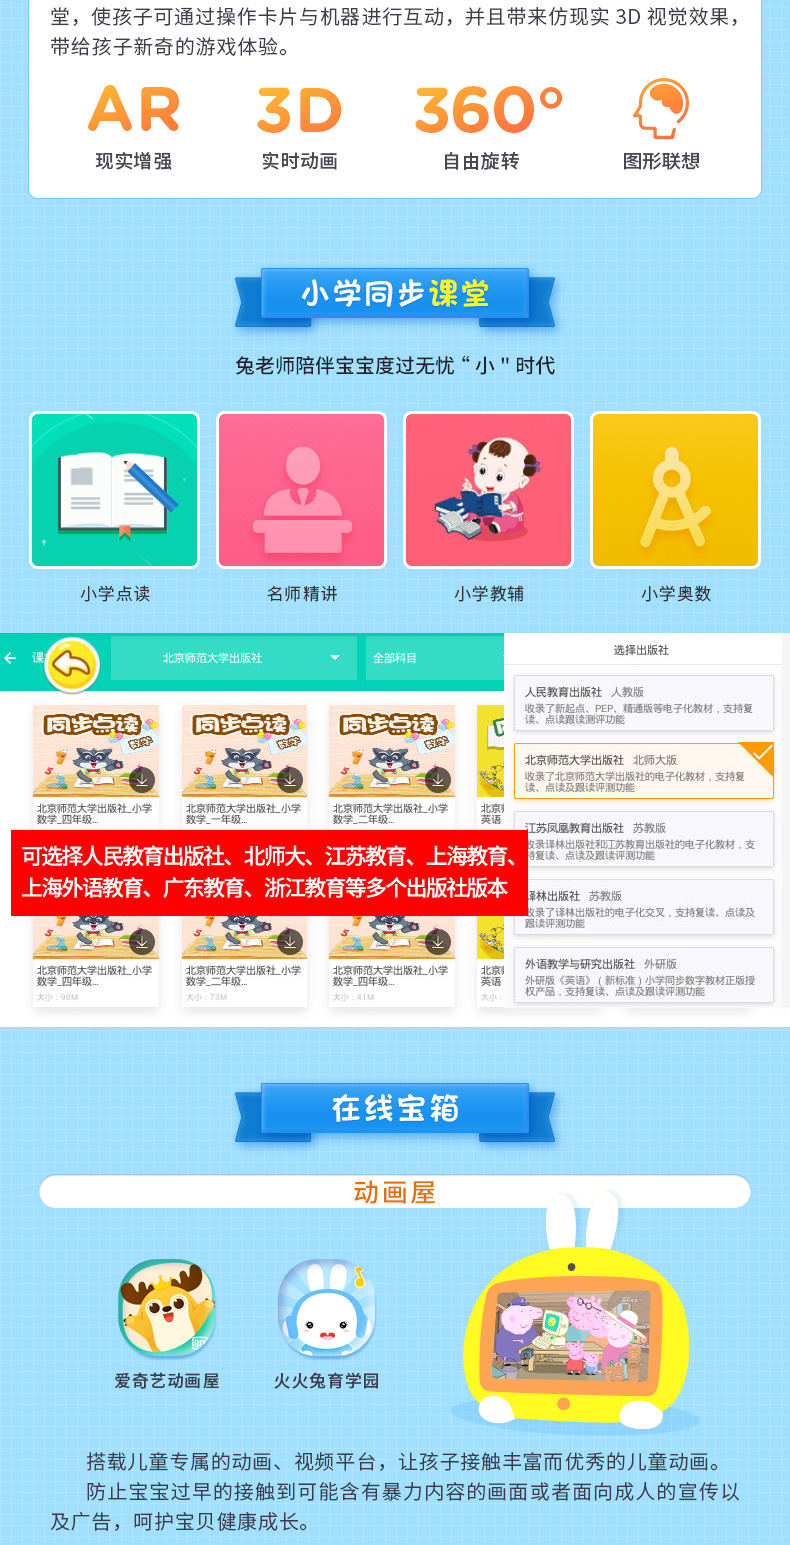 堂，使孩子可通过操作卡片与机器进行互动，并且带来仿现实 3D 视觉效果，
带给孩子新奇的游戏体验。
AR 3D 360°
现实增强 实时动画 自由旋转 图形联想
小学同步课堂
兔老师陪伴宝宝度过无忧“小"时代
小学点读 名师精讲 小学教辅 小学奥数
北京师范大学出版社 全部科目
选择出版社
人民教育出版社 人教版
收录了新起点、PEP、精通版等电子化教材，支持复
读、点读跟读测评功能
北京师范大学出版社 北师大版
收录了北京师范大学出版社的电子化教材，支持复
读、点读及跟读评测功能
江苏凤凰教育出版社 苏教版
收录译林出版社和江苏教育出版社的电子化教材，支
持复读、点读及跟读评测功能
译林出版社 苏教版
收录了译林出版社的电子化交叉，支持复读、点读及
跟读评测功能
外语教学与研究出版社 外研版
外研版《英语》（新标准）小学同步数字教材正版授
权产品，支持复读、点读及跟读评测功能
同步点读 同步点读 同步点读
数学 数学 数学
北京师范大学出版社_小学 北京师范大学出版社_小学 北京师范大学出版社_小学 北京
数学_四年级... 数学_一年级... 数学_二年级... 英语
可选择人民教育出版社、北师大、江苏教育、上海教育、
上海外语教育、广东教育、浙江教育等多个出版社版本
北京师范大学出版社_小学 北京师范大学出版社_小学 北京师范大学出版社_小学 北京
数学_四年级... 数学_二年级... 数学_四年级... 英语
大小：90M 大小：73M 大小：41M 大小：
在线宝箱
动画屋
爱奇艺动画屋 火火兔育学园
搭载儿童专属的动画、视频平台，让孩子接触丰富而优秀的儿童动画。
防止宝宝过早的接触到可能含有暴力内容的画面或者面向成人的宣传以
及广告，呵护宝贝健康成长。